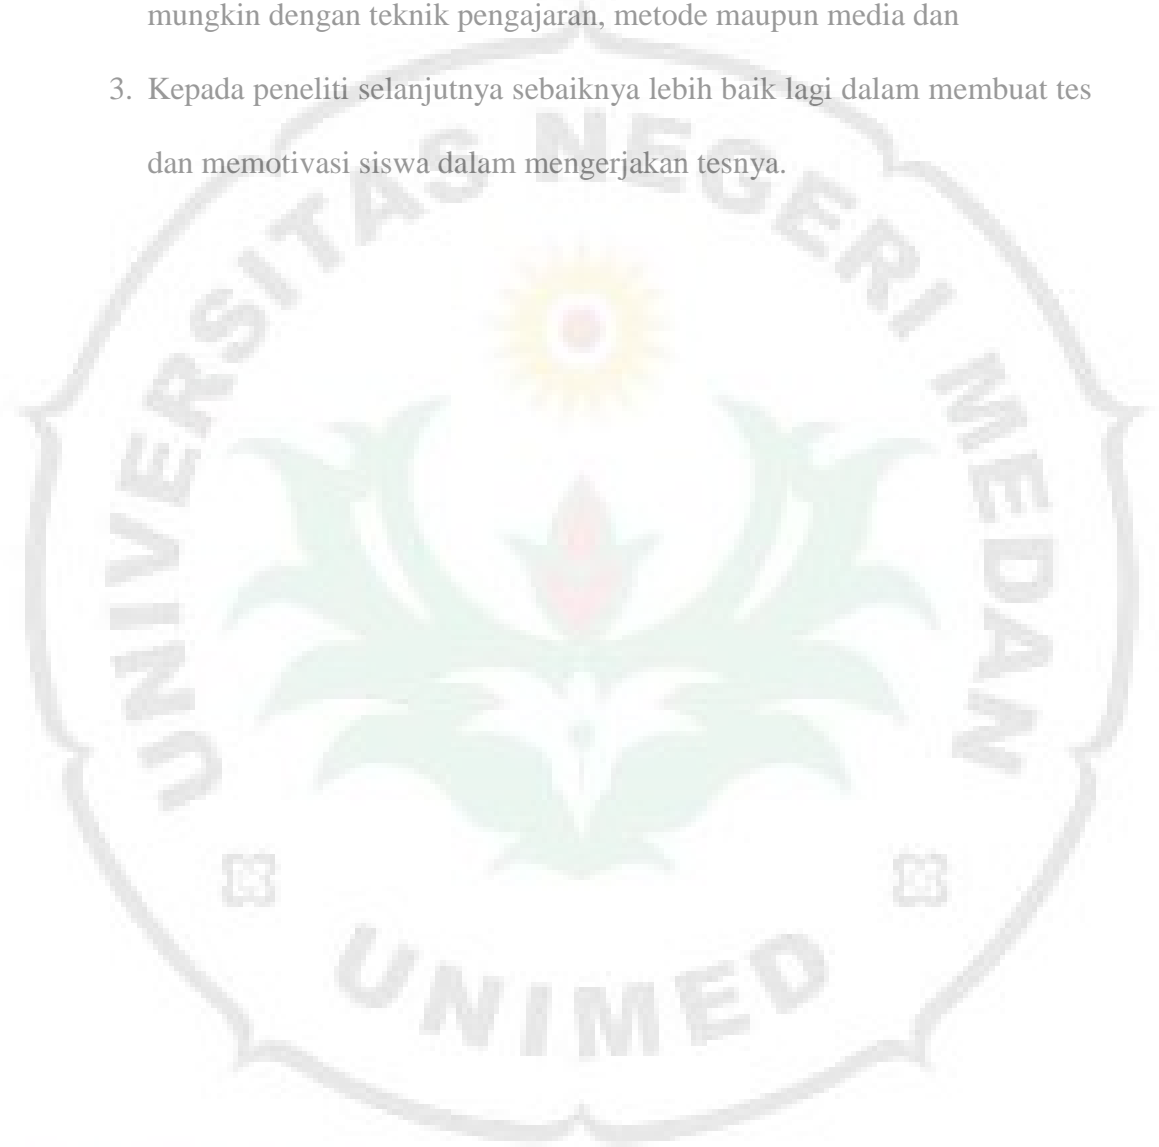 mungkin dengan teknik pengajaran, metode maupun media dan
3. Kepada peneliti selanjutnya sebaiknya lebih baik lagi dalam membuat tes
dan memotivasi siswa dalam mengerjakan tesnya.
UNIVERSITAS NEGERI MEDAN
UNIMED